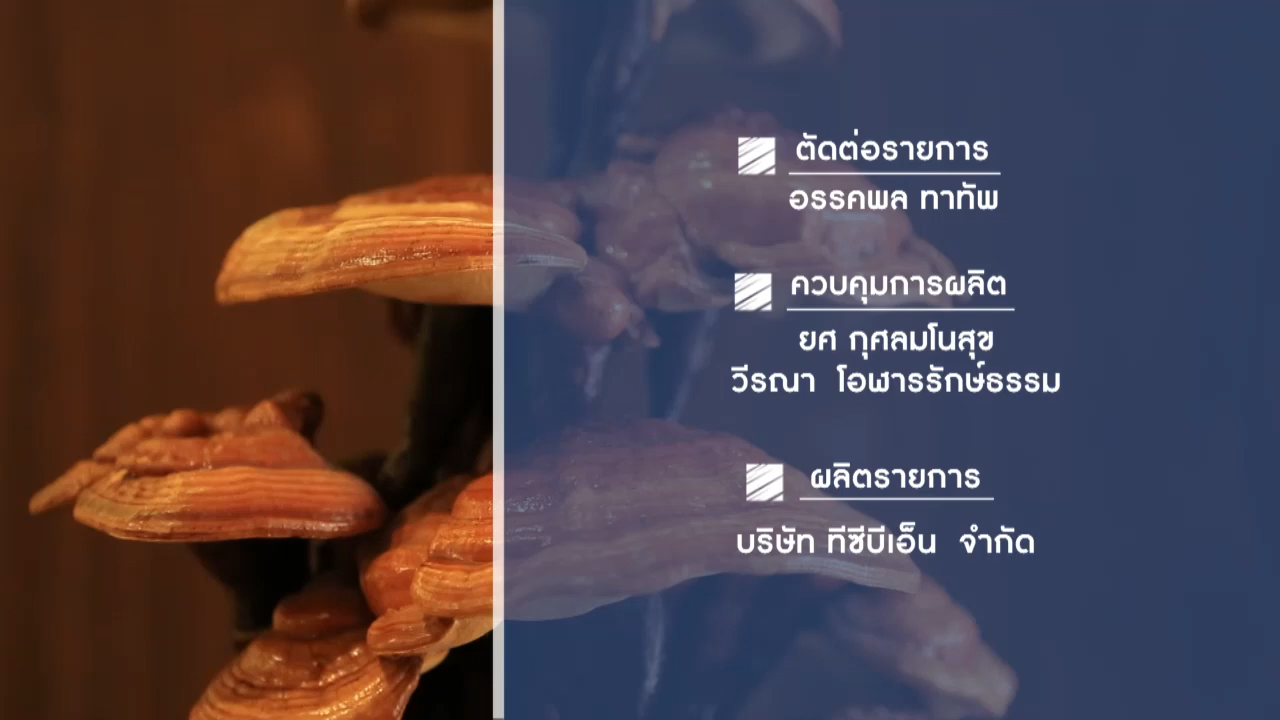 ตัดต่อรายการ
อรรคพล ทาทัพ
ควบคุมการผลิต
ยศ กุศลมโนสุข
วีรณา โอฬารรักษ์ธรรม
ผลิตรายการ
บริษัท ทีซีบีเอ็น จำกัด